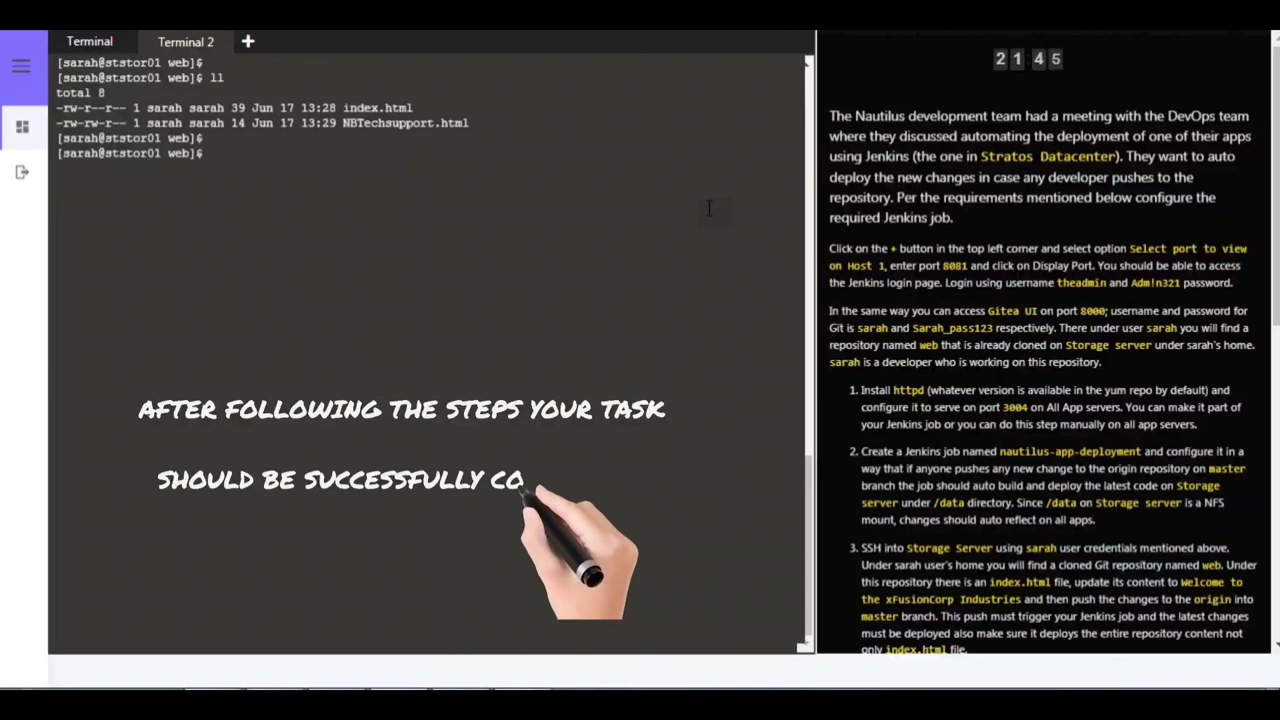 Terminal
Terminal 2
+
[sarah@ststor01 web]$
[sarah@ststor01 web]$ ll
total 8
-rw-r--r-- 1 sarah sarah 39 Jun 17 13:28 index.html
-rw-r--r-- 1 sarah sarah 14 Jun 17 13:29 NBTechsupport.html
[sarah@ststor01 web]$
[sarah@ststor01 web]$
AFTER FOLLOWING THE STEPS YOUR TASK
SHOULD BE SUCCESSFULLY CO
21 45
The Nautilus development team had a meeting with the DevOps team
where they discussed automating the deployment of one of their apps
using Jenkins (the one in Stratos Datacenter). They want to auto
deploy the new changes in case any developer pushes to the
repository. Per the requirements mentioned below configure the
required Jenkins job.
Click on the + button in the top left corner and select option Select port to view
on Host 1, enter port 8081 and click on Display Port. You should be able to access
the Jenkins login page. Login using username theadmin and Adm!n321 password.
In the same way you can access Gitea UI on port 8000; username and password for
Git is sarah and Sarah_pass123 respectively. There under user sarah you will find a
repository named web that is already cloned on Storage server under sarah's home.
sarah is a developer who is working on this repository.
1. Install httpd (whatever version is available in the yum repo by default) and
configure it to serve on port 3004 on All App servers. You can make it part of
your Jenkins job or you can do this step manually on all app servers.
2. Create a Jenkins job named nautilus-app-deployment and configure it in a
way that if anyone pushes any new change to the origin repository on master
branch the job should auto build and deploy the latest code on Storage
server under /data directory. Since /data on Storage server is a NFS
mount, changes should auto reflect on all apps.
3. SSH into Storage Server using sarah user credentials mentioned above.
Under sarah user's home you will find a cloned Git repository named web. Under
this repository there is an index.html file, update its content to Welcome to
the xFusionCorp Industries and then push the changes to the origin into
master branch. This push must trigger your Jenkins job and the latest changes
must be deployed also make sure it deploys the entire repository content not
only index.html file.